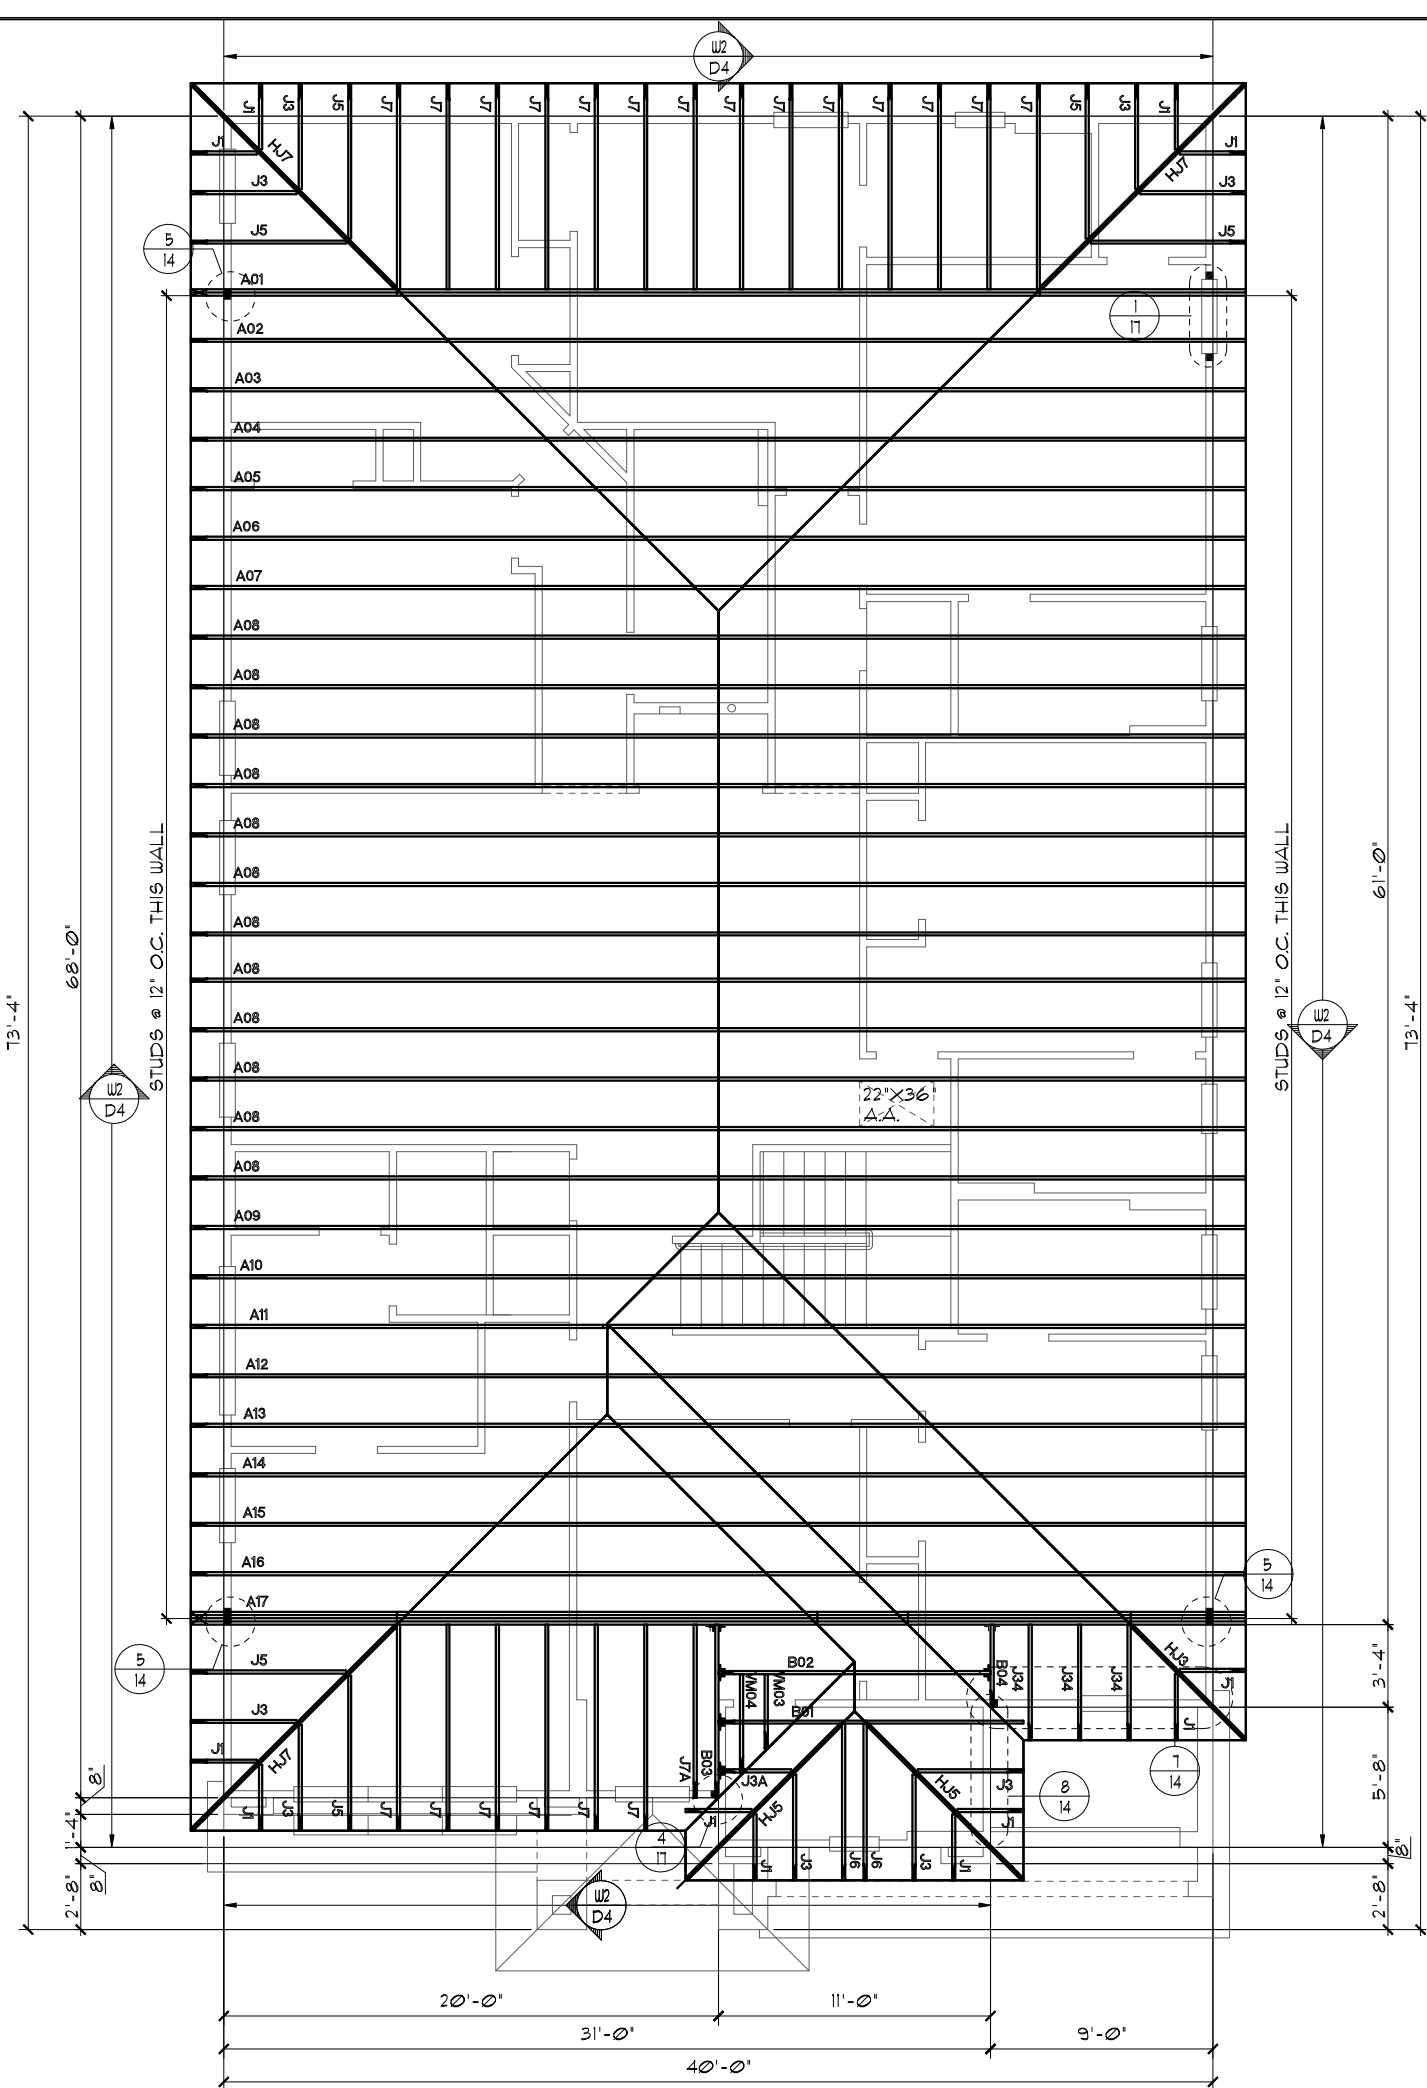 W2
D4
J1
J3
J5
J7
J7
J7
J7
J7
J7
J7
J7
J7
J7
J7
J7
J7
J7
J5
J3
J1
J1
HJ7
HJ7
J1
J3
J3
J5
J5
5
14
A01
1
17
A02
A03
A04
A05
A06
A07
A08
A08
A08
A08
A08
A08
A08
A08
A08
A08
A08
A08
A09
A10
A11
A12
A13
A14
A15
A16
A17
73'-4"
68'-0"
STUDS @ 12" O.C. THIS WALL
STUDS @ 12" O.C. THIS WALL
61'-0"
73'-4"
W2
D4
W2
D4
22"X36"
A.A.
5
14
5
14
J5
J3
J1
HJ7
B02
VM04
VM03
B01
B03
B04
J34
J34
J34
HJ3
J1
J1
3'-4"
J7A
J3A
HJ5
HJ5
J3
J1
J1
7
14
8
14
5'-8"
8"
1'-4"
8"
2'-8"
J1
J3
J5
J7
J7
J7
J7
J7
J7
4
17
J1
J3
J6
J6
J3
J1
8"
2'-8"
W2
D4
20'-0"
11'-0"
31'-0"
9'-0"
40'-0"